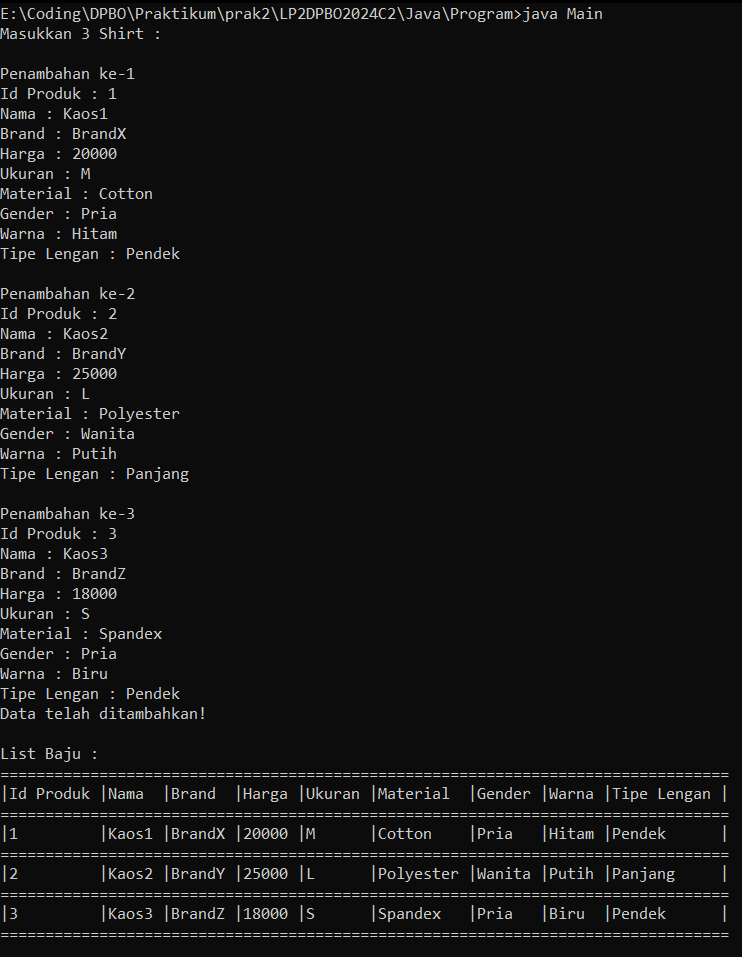 E:\Coding\DPBO\Praktikum\prak2\LP2DPBO2024C2\Java\Program>java Main
Masukkan 3 Shirt :

Penambahan ke-1
Id Produk : 1
Nama : Kaos1
Brand : BrandX
Harga : 20000
Ukuran : M
Material : Cotton
Gender : Pria
Warna : Hitam
Tipe Lengan : Pendek

Penambahan ke-2
Id Produk : 2
Nama : Kaos2
Brand : BrandY
Harga : 25000
Ukuran : L
Material : Polyester
Gender : Wanita
Warna : Putih
Tipe Lengan : Panjang

Penambahan ke-3
Id Produk : 3
Nama : Kaos3
Brand : BrandZ
Harga : 18000
Ukuran : S
Material : Spandex
Gender : Pria
Warna : Biru
Tipe Lengan : Pendek
Data telah ditambahkan!

List Baju :
=================================================================================
|Id Produk |Nama  |Brand  |Harga |Ukuran |Material  |Gender |Warna |Tipe Lengan |
=================================================================================
|1         |Kaos1 |BrandX |20000 |M      |Cotton    |Pria   |Hitam |Pendek      |
=================================================================================
|2         |Kaos2 |BrandY |25000 |L      |Polyester |Wanita |Putih |Panjang     |
=================================================================================
|3         |Kaos3 |BrandZ |18000 |S      |Spandex   |Pria   |Biru  |Pendek      |
=================================================================================